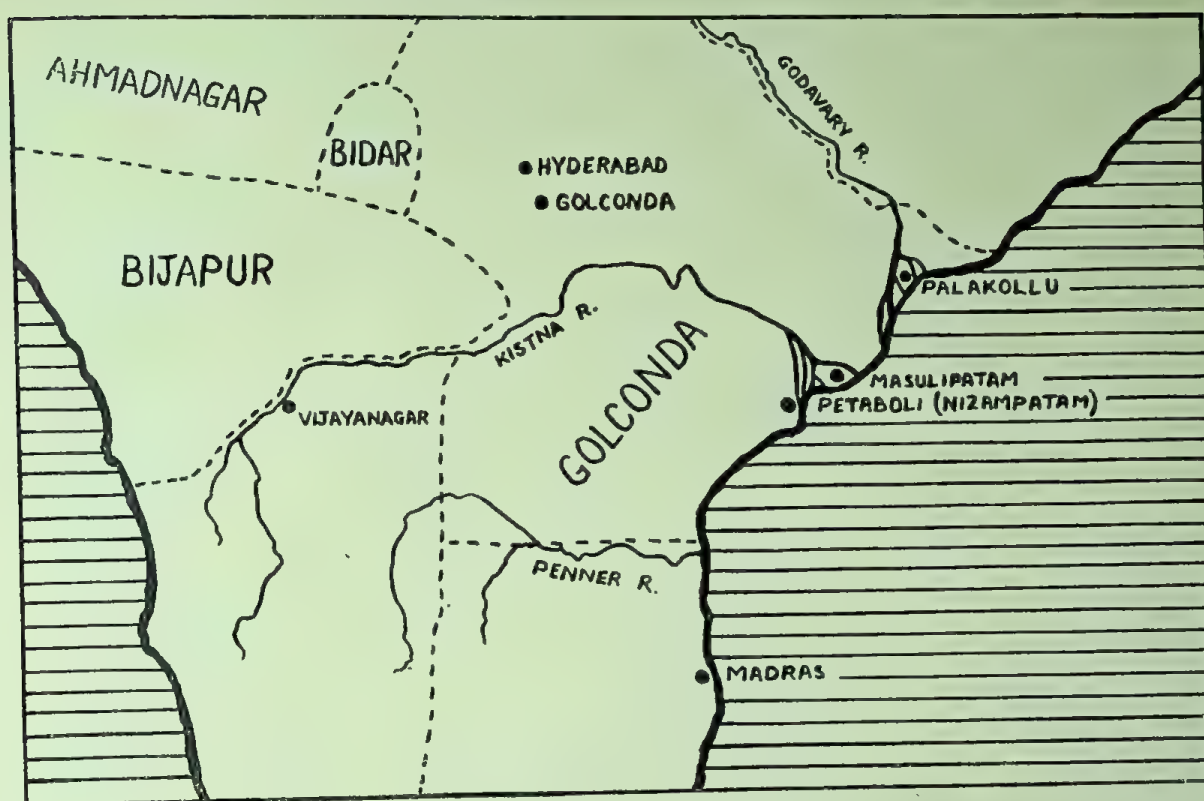 AHMADNAGAR
BIDAR
GODAVARY R.
HYDERABAD
GOLCONDA
BIJAPUR
PALAKOLLU
KISTNA R.
GOLCONDA
MASULIPATAM
PETABOLI (NIZAMPATAM)
VIJAYANAGAR
PENNER R.
MADRAS